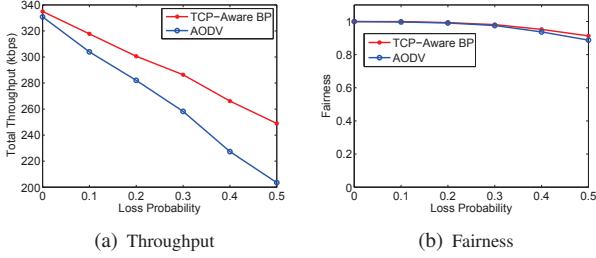 340
320
300
280
260
240
220
200
Total Throughput (kbps)
TCP-Aware BP
AODV
0 0.1 0.2 0.3 0.4 0.5
Loss Probability
(a) Throughput
1
0.8
0.6
0.4
0.2
0
Fairness
TCP-Aware BP
AODV
0 0.1 0.2 0.3 0.4 0.5
Loss Probability
(b) Fairness